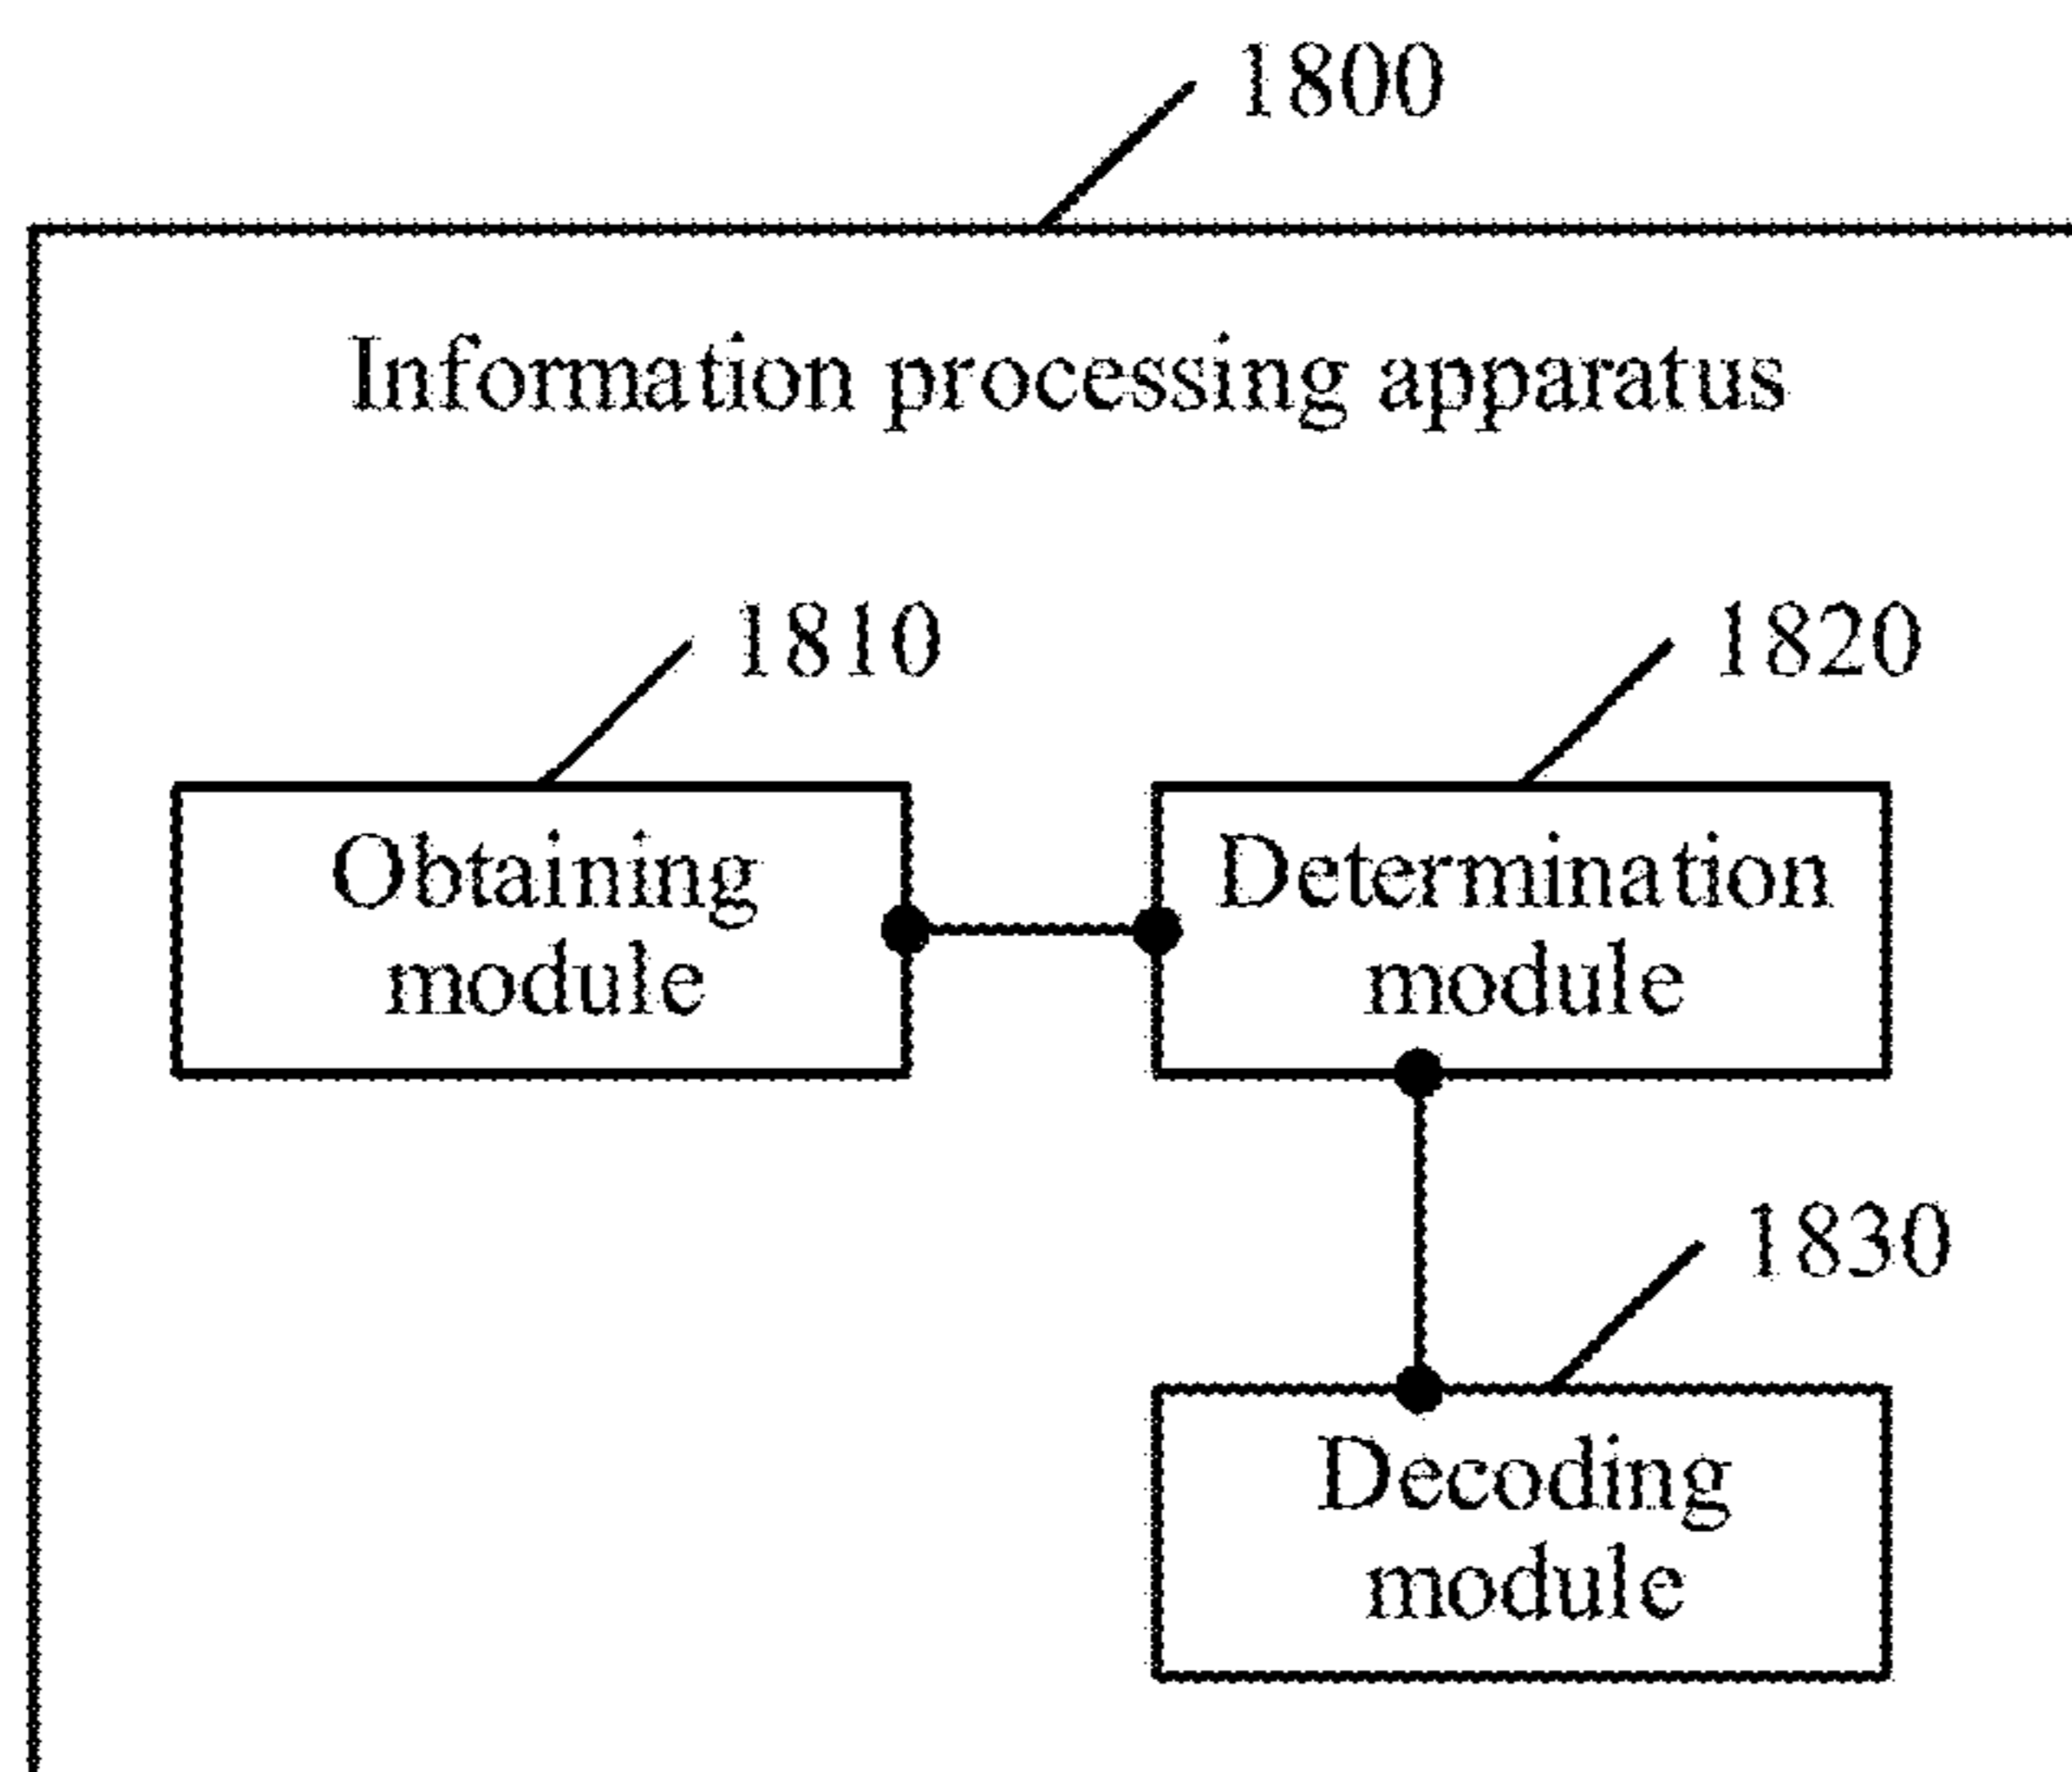 1800
Information processing apparatus
1810
1820
Obtaining
module
Determination
module
1830
Decoding
module